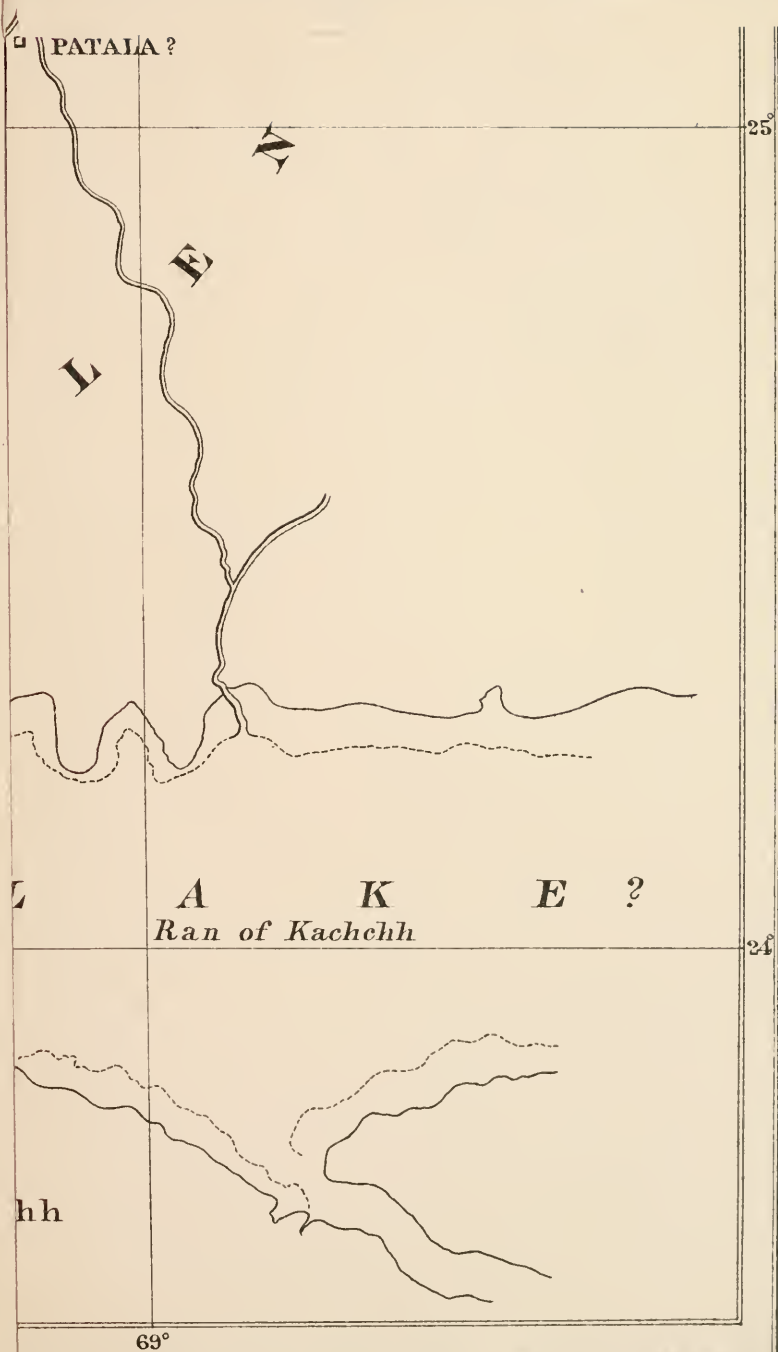 PATALA?
25°
L E N
L A K E ?
Ran of Kachchh
24°
hh
69°